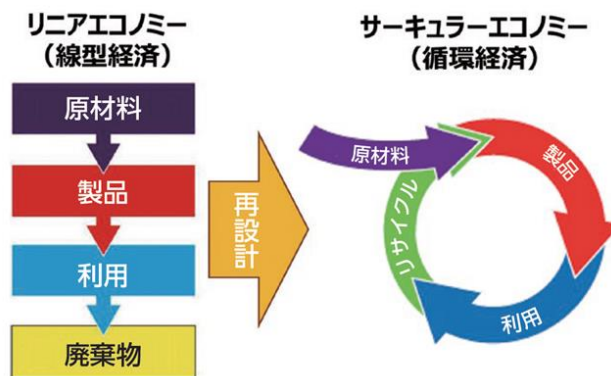 リニアエコノミー
（線型経済）
原材料
製品
利用
廃棄物
再設計
サーキュラーエコノミー
（循環経済）
原材料
製品
利用
リサイクル